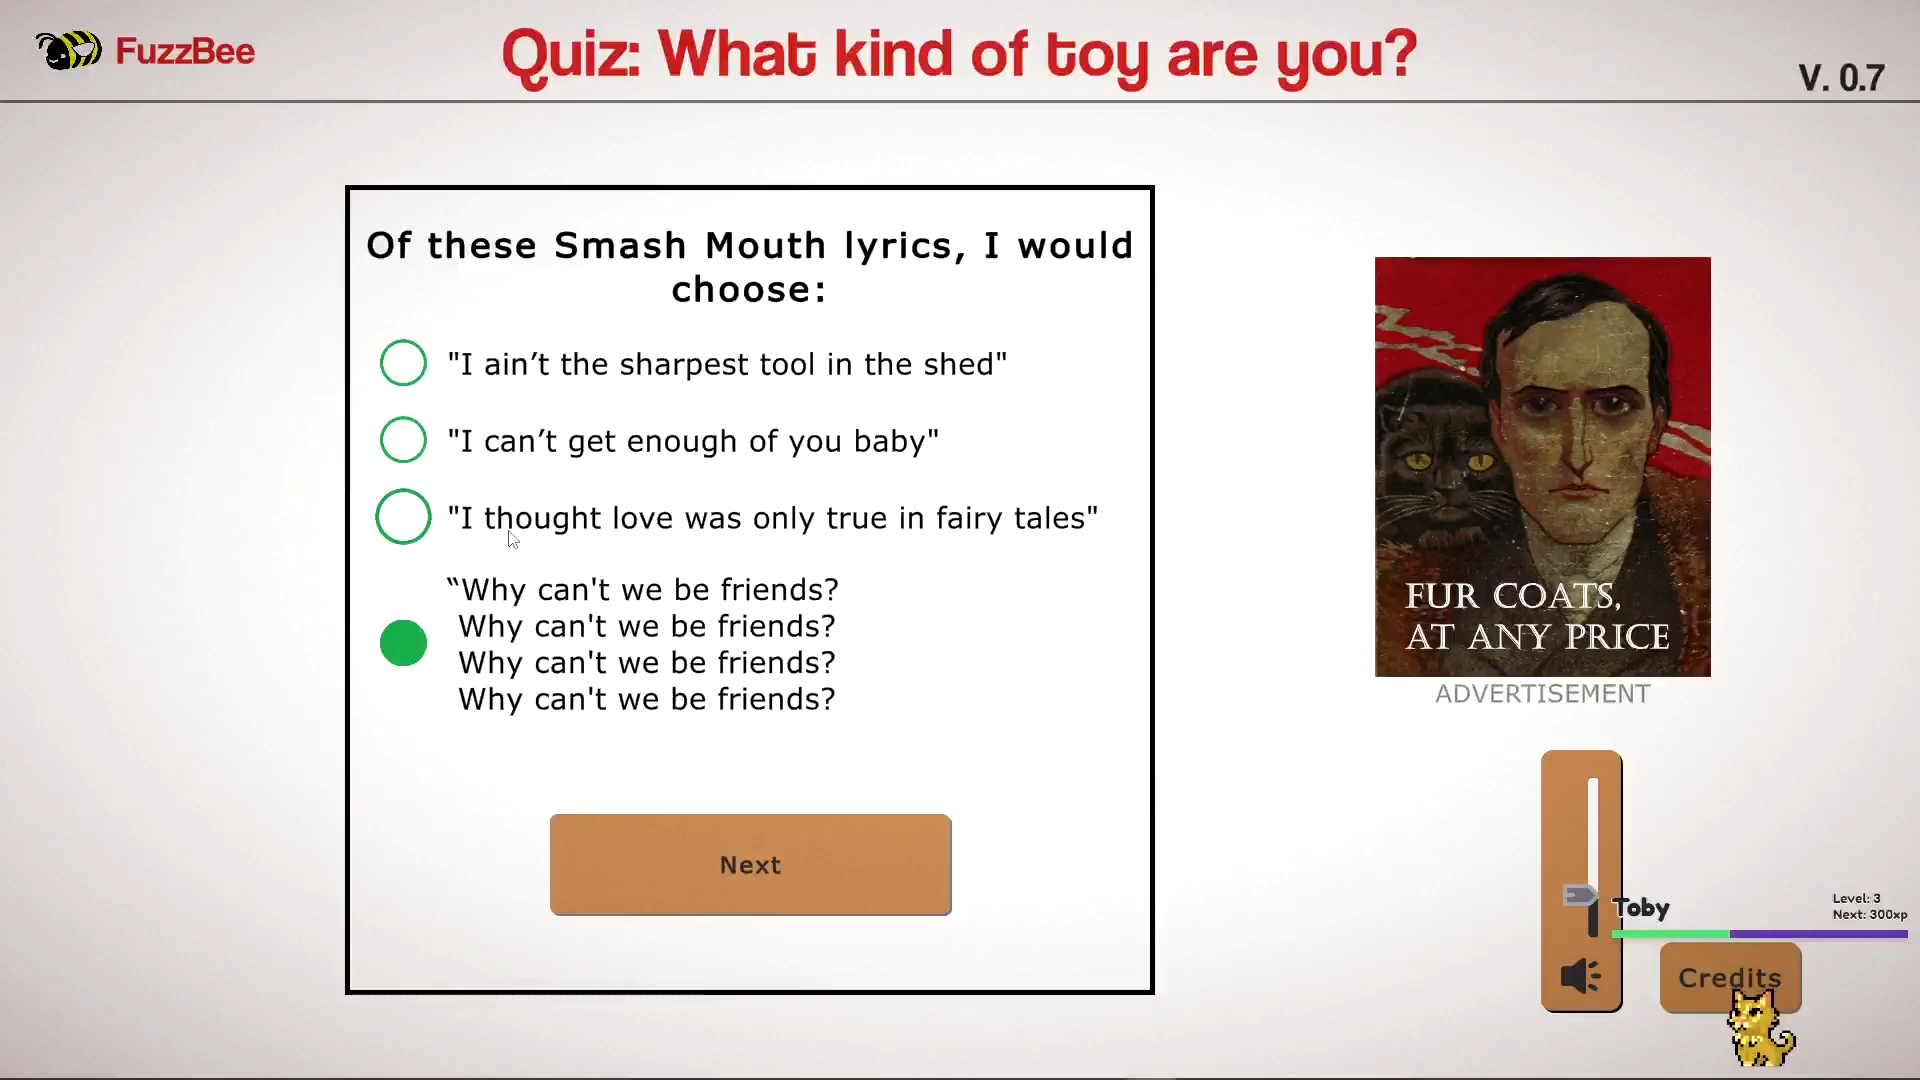 FuzzBee
Quiz: What kind of toy are you?
V. 0.7
Of these Smash Mouth lyrics, I would
choose:
"I ain’t the sharpest tool in the shed"
"I can’t get enough of you baby"
"I thought love was only true in fairy tales"
“Why can't we be friends?
Why can't we be friends?
Why can't we be friends?
Why can't we be friends?
Next
FUR COATS,
AT ANY PRICE
ADVERTISEMENT
Toby
Level: 3
Next: 300xp
Credits